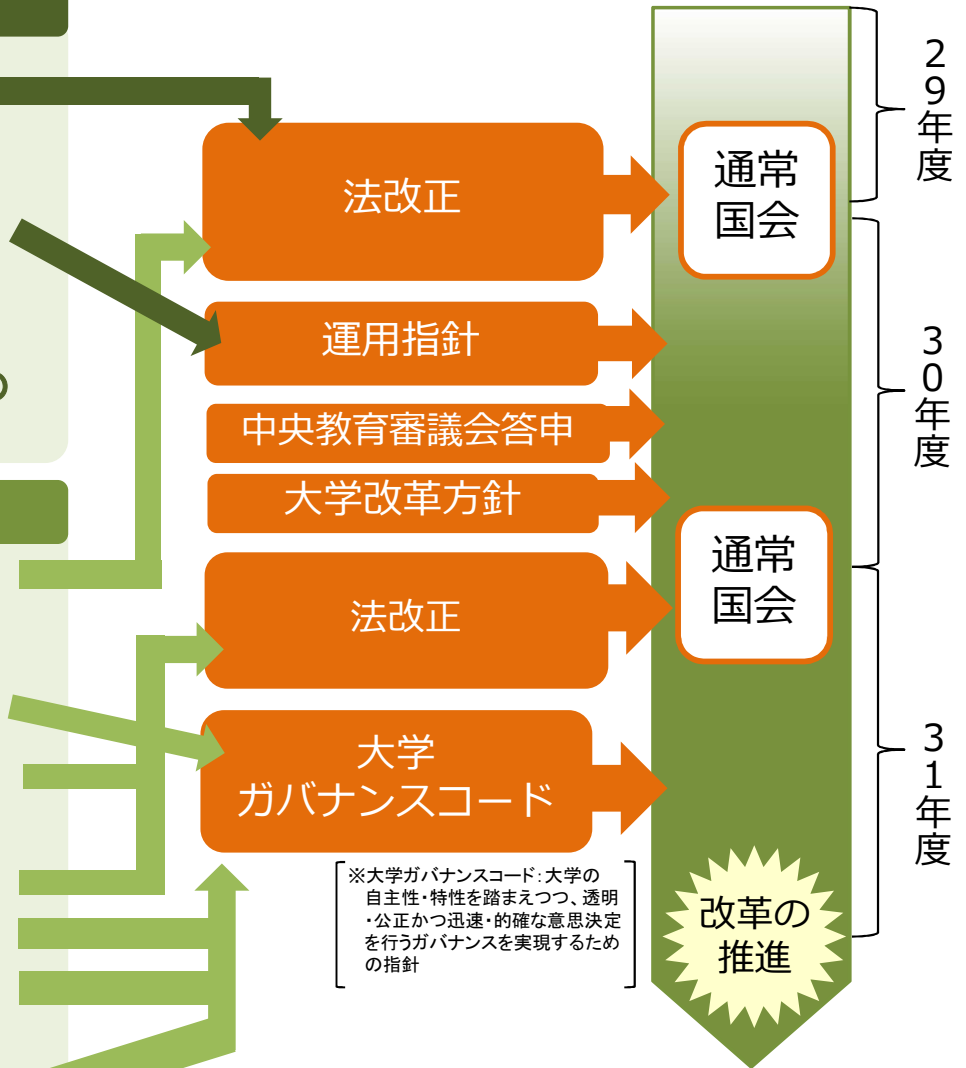 29年度
法改正
通常
国会
運用指針
30年度
中央教育審議会答申
大学改革方針
法改正
通常
国会
大学
ガバナンスコード
31年度
※大学ガバナンスコード：大学の
自主性・特性を踏まえつつ、透明
・公正かつ迅速・的確な意思決定
を行うガバナンスを実現するため
の指針
改革の
推進